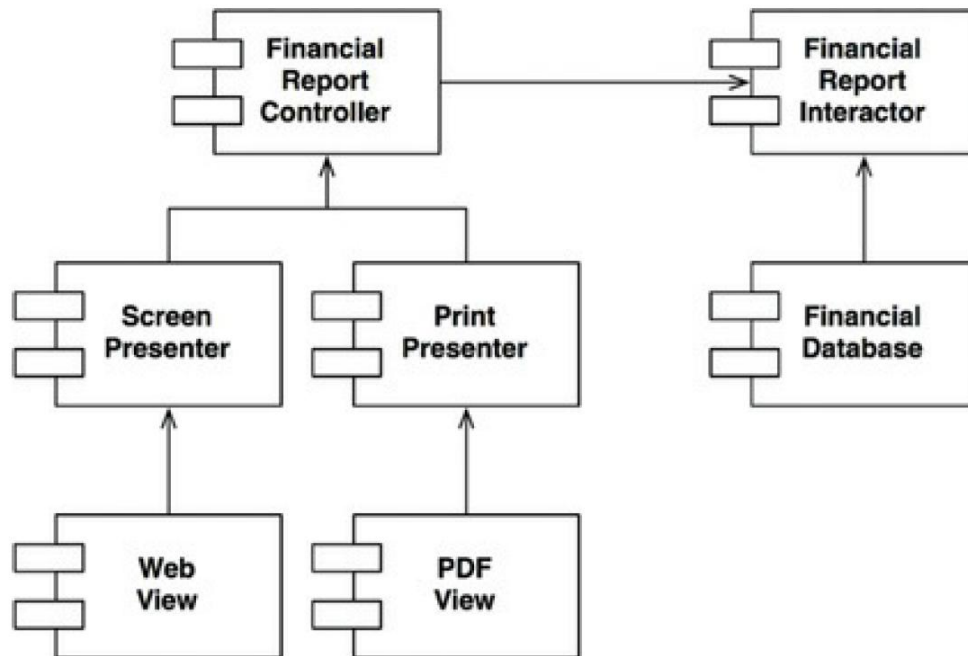 Financial
Report
Controller
Financial
Report
Interactor
Screen
Presenter
Print
Presenter
Financial
Database
Web
View
PDF
View